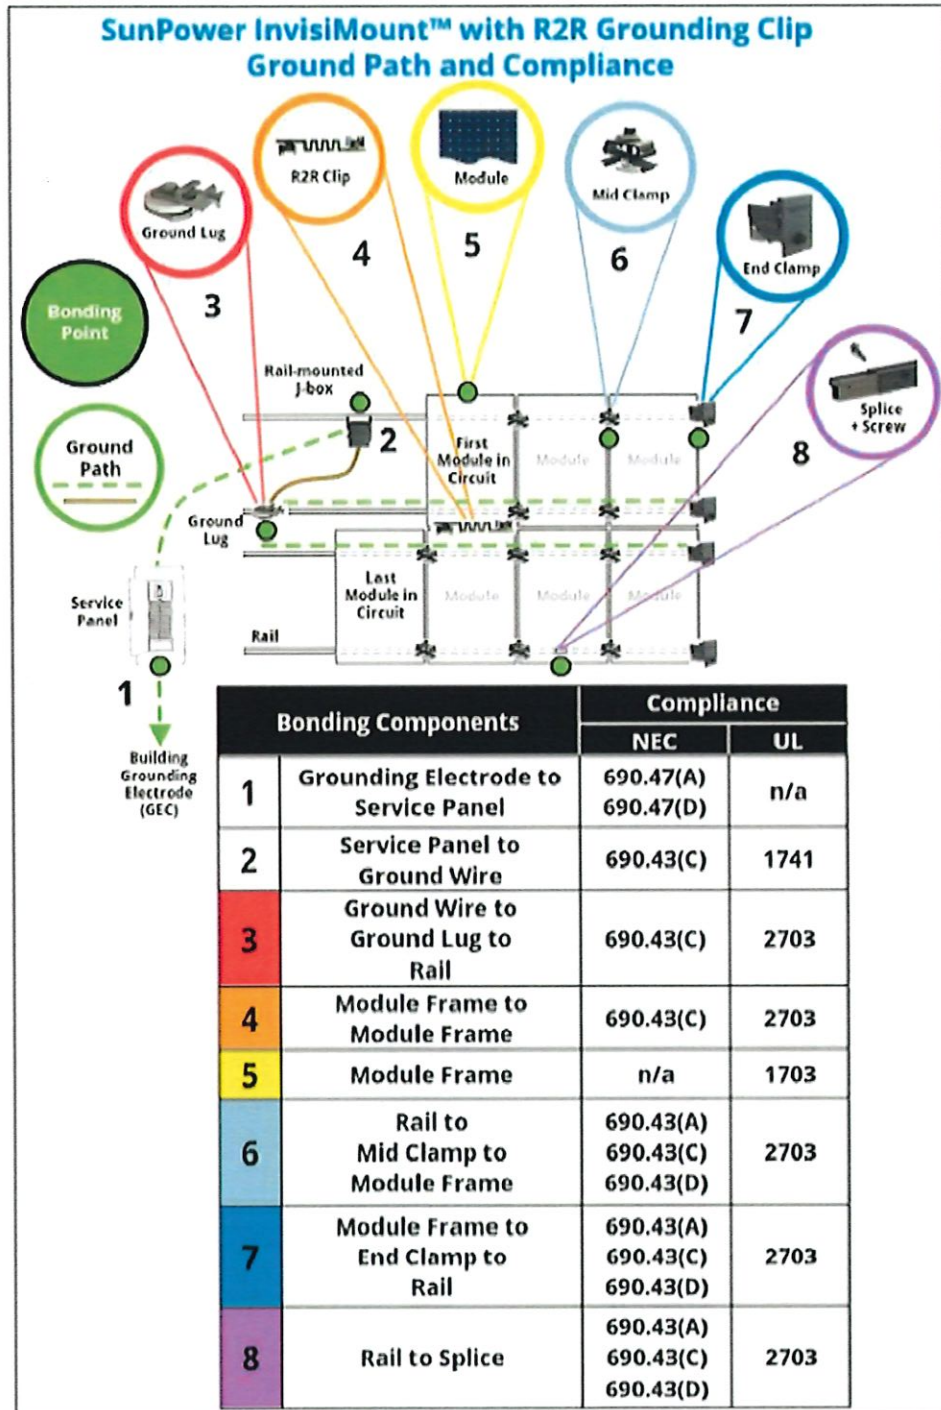 SunPower InvisiMount™ with R2R Grounding Clip
Ground Path and Compliance
Ground Lug
R2R Clip
Module
Mid Clamp
End Clamp
Splice
+ Screw
3
4
5
6
7
8
Bonding
Point
Ground
Path
Rail-mounted
J-box
2
First
Module in
Circuit
Module
Module
Ground
Lug
Last
Module in
Circuit
Module
Module
Module
Service
Panel
Rail
1
Building
Grounding
Electrode
(GEC)
Bonding Components
Compliance
NEC
UL
1
Grounding Electrode to
Service Panel
690.47(A)
690.47(D)
n/a
2
Service Panel to
Ground Wire
690.43(C)
1741
3
Ground Wire to
Ground Lug to
Rail
690.43(C)
2703
4
Module Frame to
Module Frame
690.43(C)
2703
5
Module Frame
n/a
1703
6
Rail to
Mid Clamp to
Module Frame
690.43(A)
690.43(C)
690.43(D)
2703
7
Module Frame to
End Clamp to
Rail
690.43(A)
690.43(C)
690.43(D)
2703
8
Rail to Splice
690.43(A)
690.43(C)
690.43(D)
2703